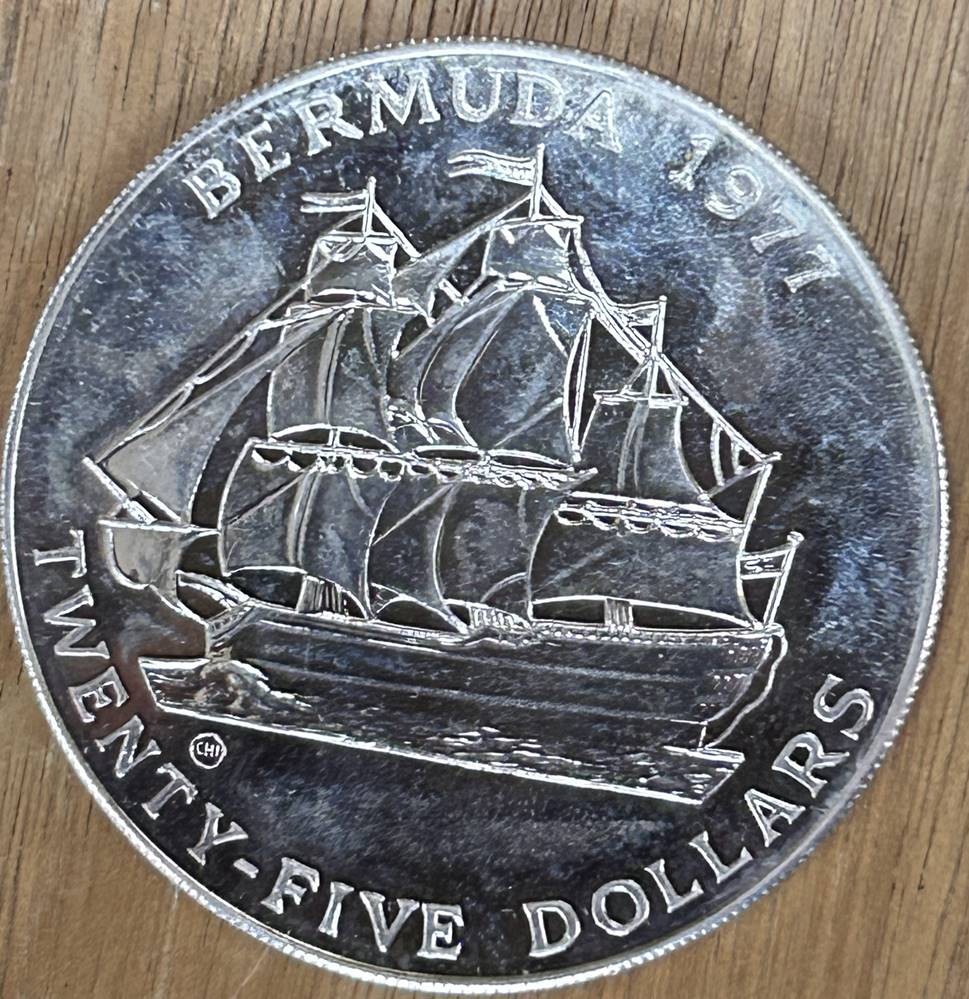 BERMUDA 1977
CHI
TWENTY-FIVE DOLLARS